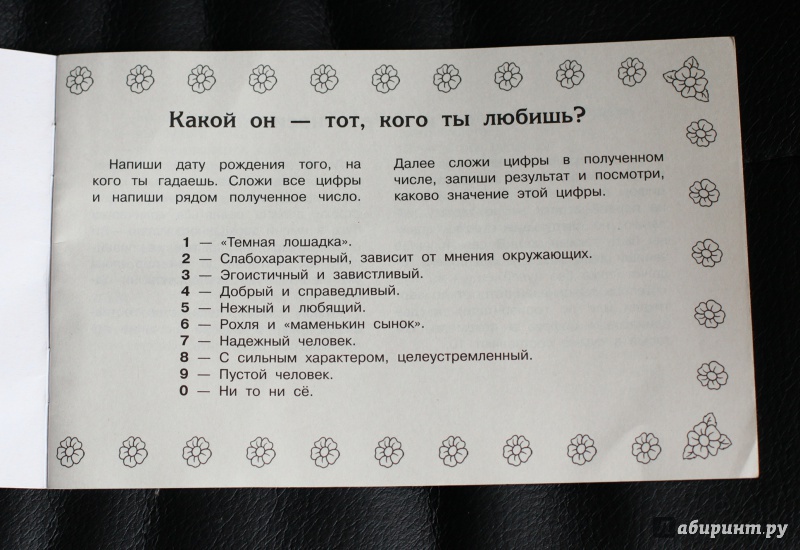 Какой он — тот, кого ты любишь?
Напиши дату рождения того, на
кого ты гадаешь. Сложи все цифры
и напиши рядом полученное число.
Далее сложи цифры в полученном
числе, запиши результат и посмотри,
каково значение этой цифры.
1 — «Темная лошадка».
2 — Слабохарактерный, зависит от мнения окружающих.
3 — Эгоистичный и завистливый.
4 — Добрый и справедливый.
5 — Нежный и любящий.
6 — Рохля и «маменькин сынок».
7 — Надежный человек.
8 — С сильным характером, целеустремленный.
9 — Пустой человек.
0 — Ни то ни сё.
Лабиринт.ру